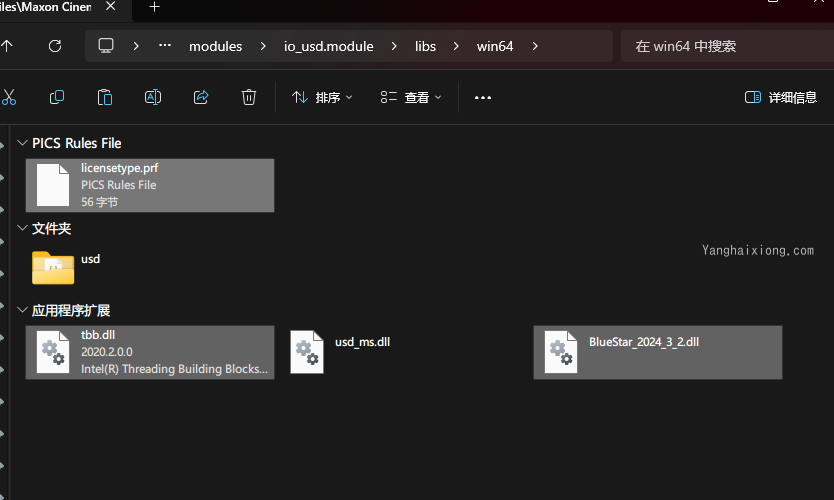 iles\Maxon Cinem
modules
io_usd.module
libs
win64
在 win64 中搜索
排序
查看
详细信息
PICS Rules File
licensetype.prf
PICS Rules File
56 字节
文件夹
usd
Yanghaixiong.com
应用程序扩展
tbb.dll
2020.2.0.0
Intel(R) Threading Building Blocks...
usd_ms.dll
BlueStar_2024_3_2.dll